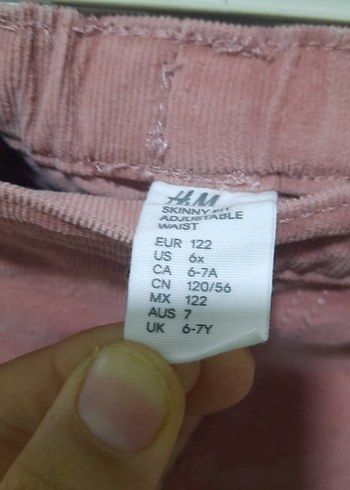 H&M
SKINNY FIT
ADJUSTABLE
WAIST
EUR 122
US 6x
CA 6-7A
CN 120/56
MX 122
AUS 7
UK 6-7Y